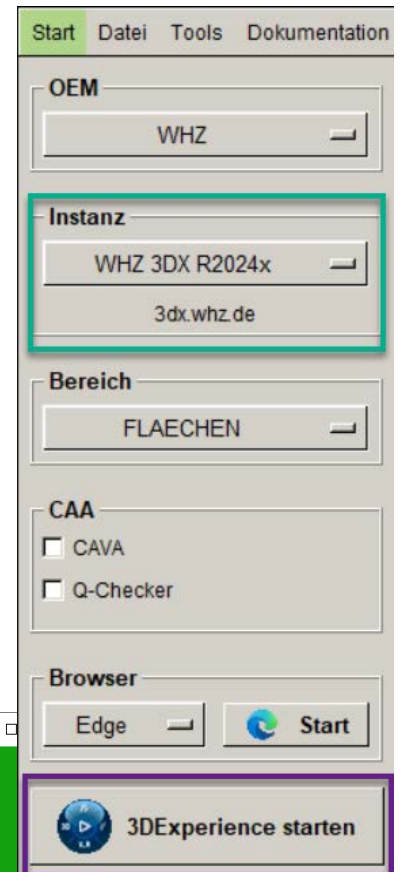 Start Datei Tools Dokumentation
OEM
WHZ
Instanz
WHZ 3DX R2024x
3dx.whz.de
Bereich
FLAECHEN
CAA
CAVA
Q-Checker
Browser
Edge Start
3DExperience starten